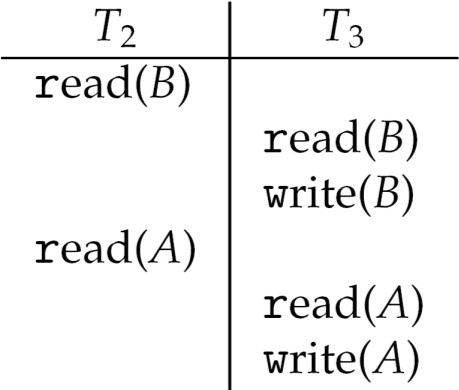 T₂ T₃
read(B)
read(B)
write(B)
read(A)
read(A)
write(A)